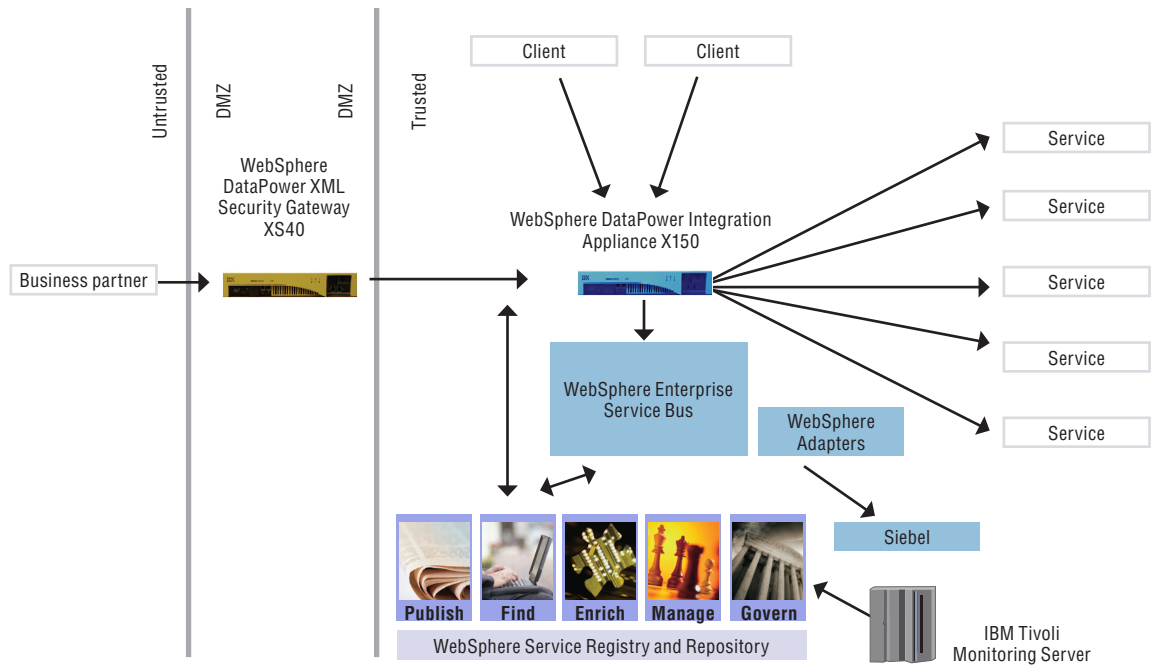 Untrusted
DMZ
DMZ
Trusted
Client
Client
WebSphere
DataPower XML
Security Gateway
XS40
WebSphere DataPower Integration
Appliance X150
Business partner
Service
Service
Service
Service
Service
WebSphere Enterprise
Service Bus
WebSphere
Adapters
Siebel
Publish
Find
Enrich
Manage
Govern
WebSphere Service Registry and Repository
IBM Tivoli
Monitoring Server